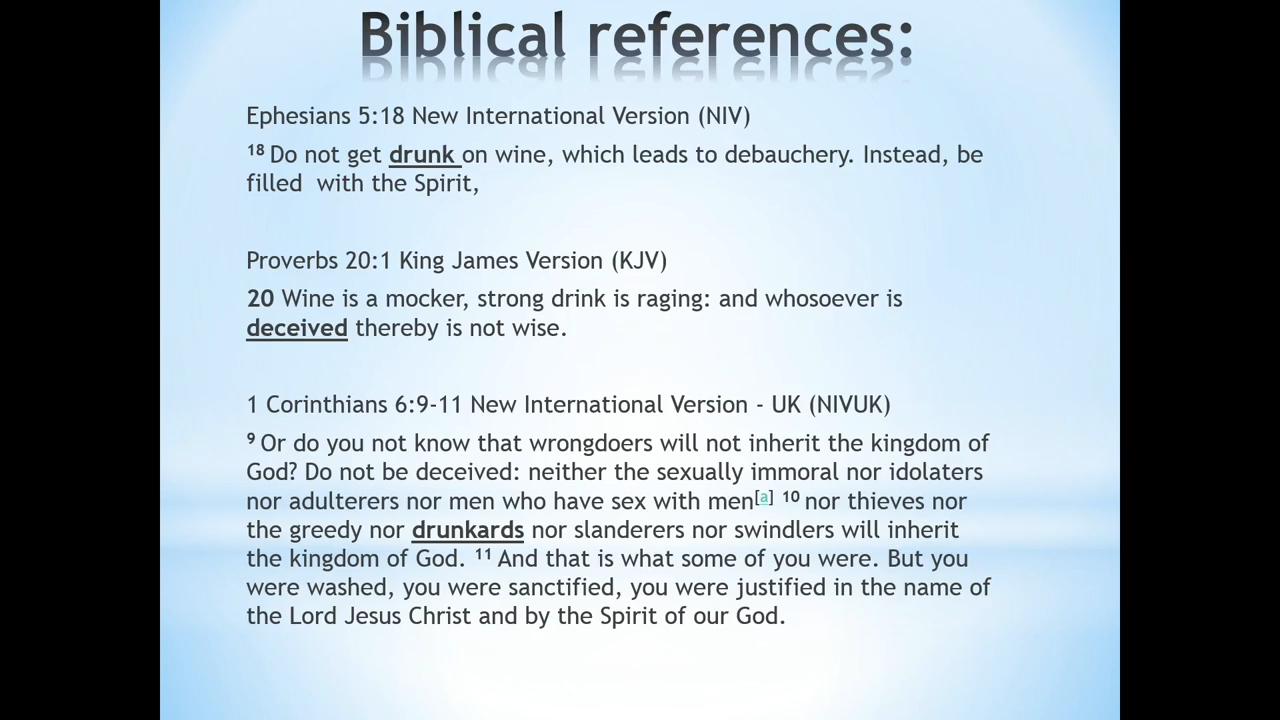 Biblical references:
Ephesians 5:18 New International Version (NIV)
18 Do not get drunk on wine, which leads to debauchery. Instead, be
filled with the Spirit,
Proverbs 20:1 King James Version (KJV)
20 Wine is a mocker, strong drink is raging: and whosoever is
deceived thereby is not wise.
1 Corinthians 6:9-11 New International Version - UK (NIVUK)
9 Or do you not know that wrongdoers will not inherit the kingdom of
God? Do not be deceived: neither the sexually immoral nor idolaters
nor adulterers nor men who have sex with men[a] 10 nor thieves nor
the greedy nor drunkards nor slanderers nor swindlers will inherit
the kingdom of God. 11 And that is what some of you were. But you
were washed, you were sanctified, you were justified in the name of
the Lord Jesus Christ and by the Spirit of our God.